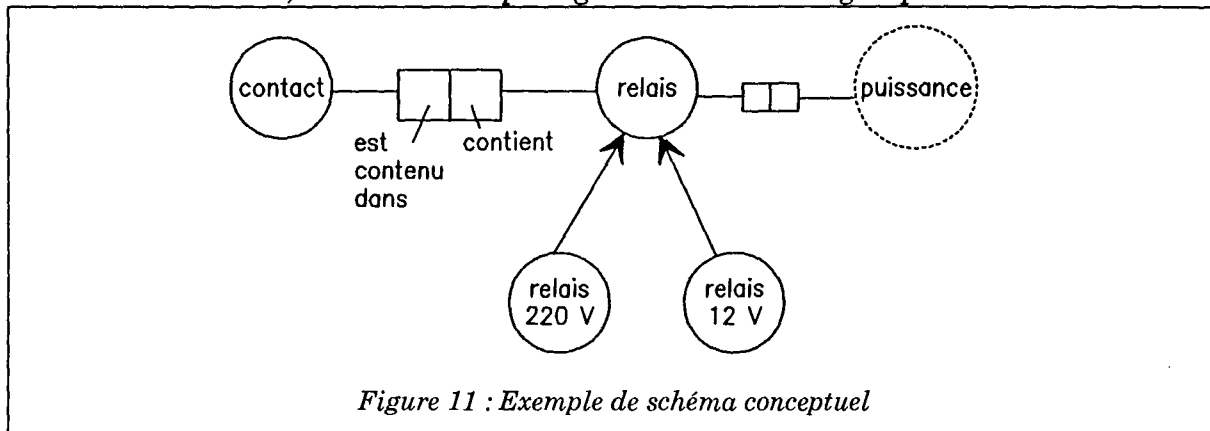 contact
relais
puissance
est
contenu
dans
contient
relais
220 V
relais
12 V
Figure 11 : Exemple de schéma conceptuel